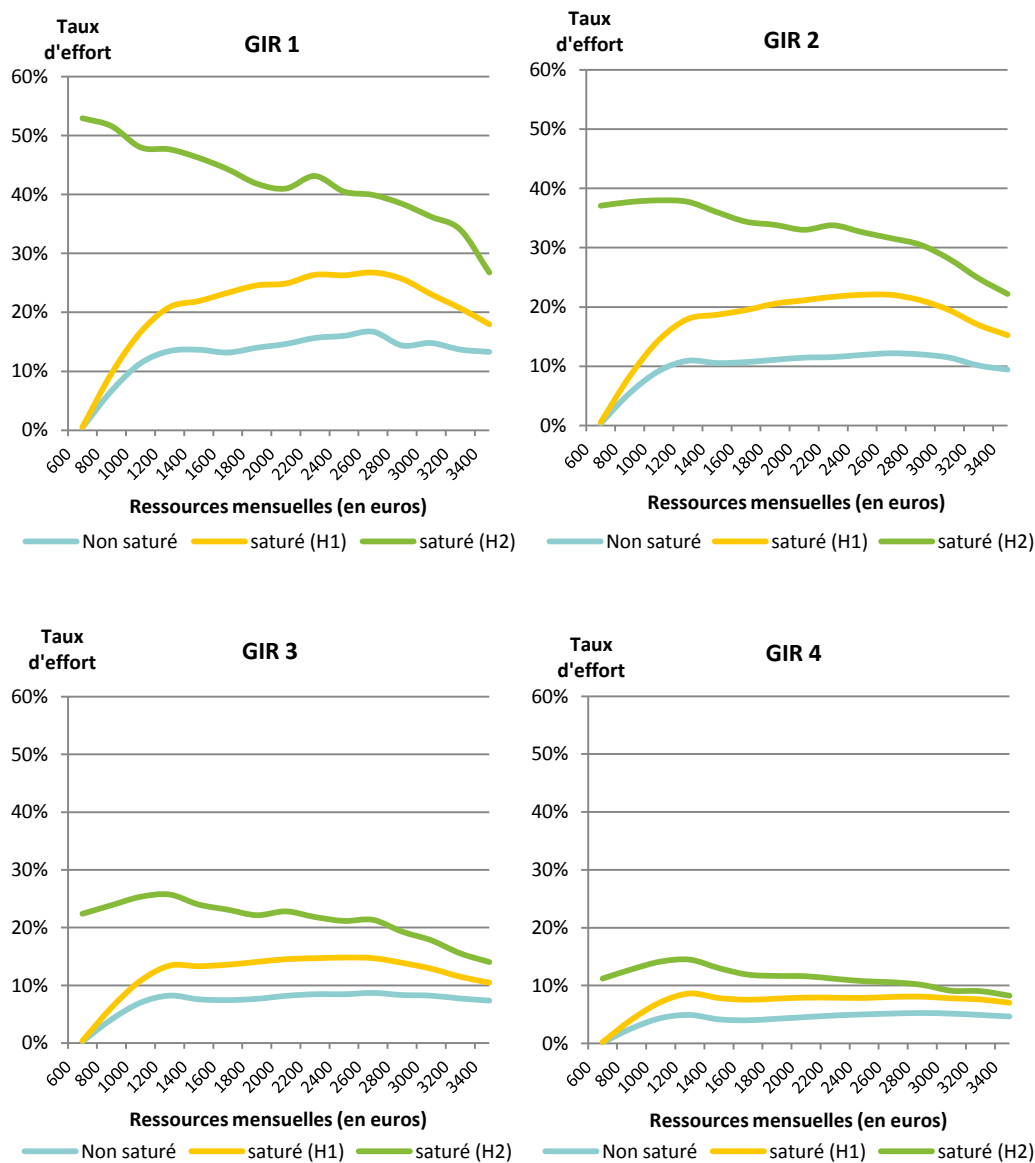 Taux
d'effort
GIR 1
60%
50%
40%
30%
20%
10%
0%
600 800 1000 1200 1400 1600 1800 2000 2200 2400 2600 2800 3000 3200 3400
Ressources mensuelles (en euros)
Non saturé saturé (H1) saturé (H2)
Taux
d'effort
GIR 2
60%
50%
40%
30%
20%
10%
0%
600 800 1000 1200 1400 1600 1800 2000 2200 2400 2600 2800 3000 3200 3400
Ressources mensuelles (en euros)
Non saturé saturé (H1) saturé (H2)
Taux
d'effort
GIR 3
60%
50%
40%
30%
20%
10%
0%
600 800 1000 1200 1400 1600 1800 2000 2200 2400 2600 2800 3000 3200 3400
Ressources mensuelles (en euros)
Non saturé saturé (H1) saturé (H2)
Taux
d'effort
GIR 4
60%
50%
40%
30%
20%
10%
0%
600 800 1000 1200 1400 1600 1800 2000 2200 2400 2600 2800 3000 3200 3400
Ressources mensuelles (en euros)
Non saturé saturé (H1) saturé (H2)